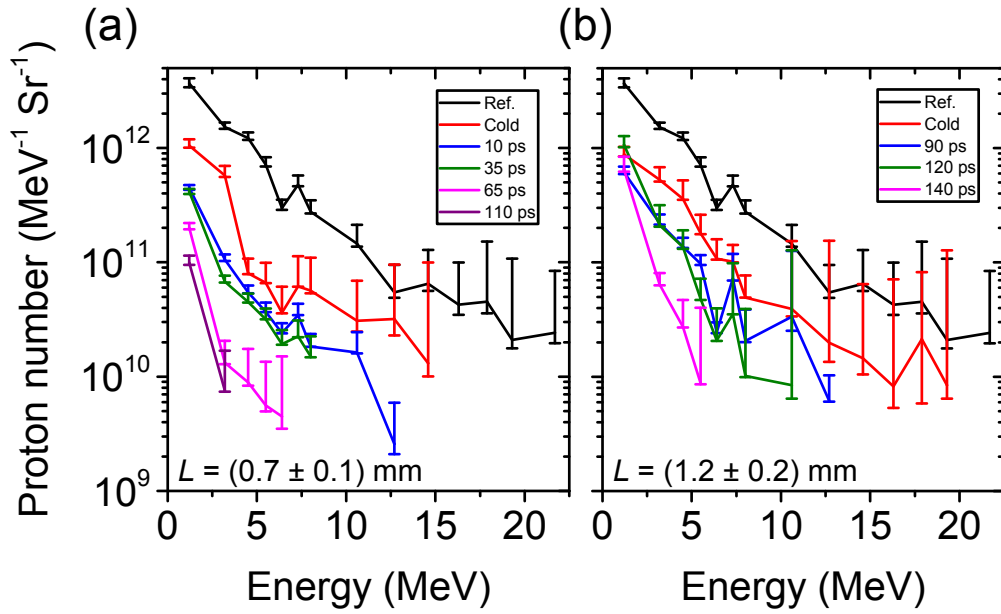 (a)
(b)
Proton number (MeV⁻¹ Sr⁻¹)
10¹²
10¹¹
10¹⁰
10⁹
Ref.
Cold
10 ps
35 ps
65 ps
110 ps
L = (0.7 ± 0.1) mm
0 5 10 15 20
Energy (MeV)
Ref.
Cold
90 ps
120 ps
140 ps
L = (1.2 ± 0.2) mm
0 5 10 15 20
Energy (MeV)